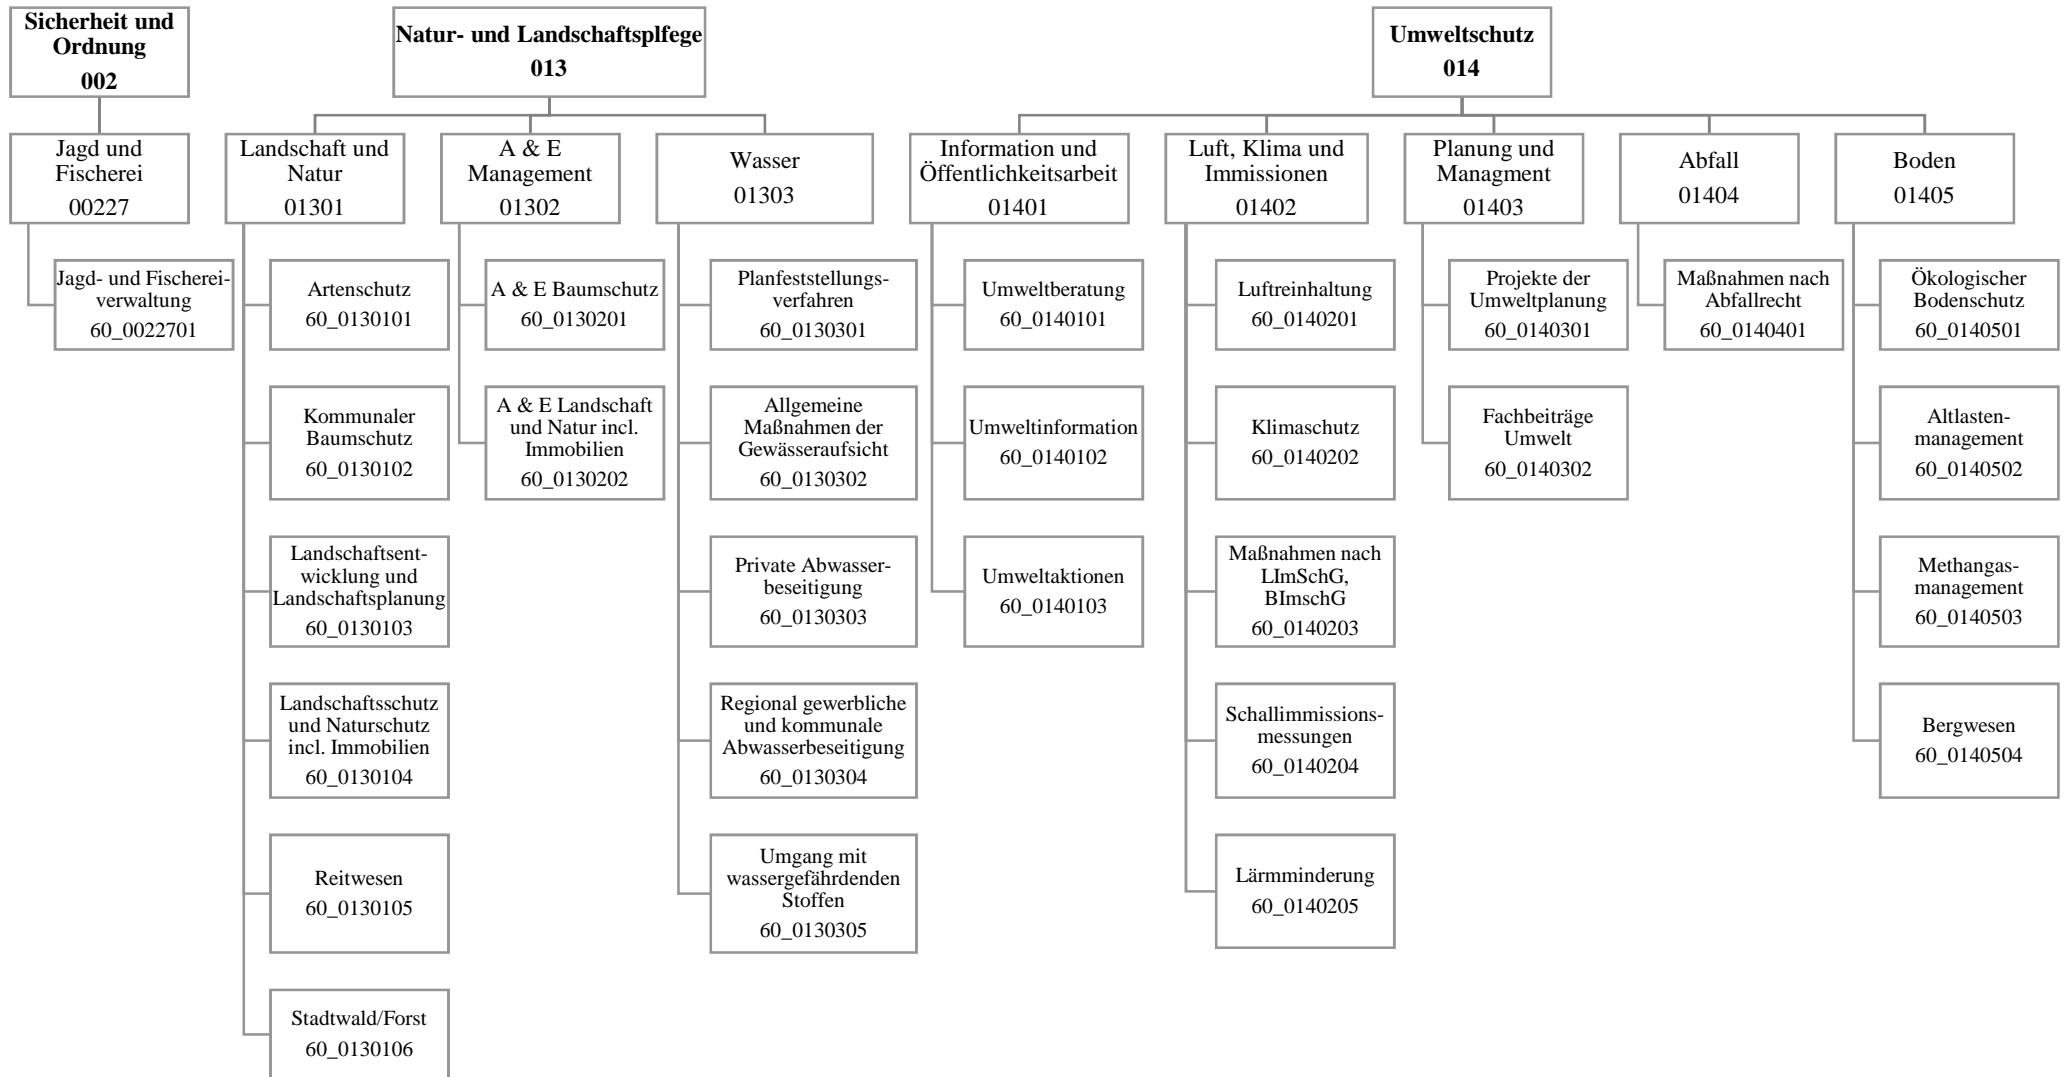 Sicherheit und
Ordnung
002
Natur- und Landschaftsplfege
013
Umweltschutz
014
Jagd und
Fischerei
00227
Landschaft und
Natur
01301
A & E
Management
01302
Wasser
01303
Information und
Öffentlichkeitsarbeit
01401
Luft, Klima und
Immissionen
01402
Planung und
Managment
01403
Abfall
01404
Boden
01405
Jagd- und Fischerei-
verwaltung
60_0022701
Artenschutz
60_0130101
Kommunaler
Baumschutz
60_0130102
Landschaftsent-
wicklung und
Landschaftsplanung
60_0130103
Landschaftsschutz
und Naturschutz
incl. Immobilien
60_0130104
Reitwesen
60_0130105
Stadtwald/Forst
60_0130106
A & E Baumschutz
60_0130201
A & E Landschaft
und Natur incl.
Immobilien
60_0130202
Planfeststellungs-
verfahren
60_0130301
Allgemeine
Maßnahmen der
Gewässeraufsicht
60_0130302
Private Abwasser-
beseitigung
60_0130303
Regional gewerbliche
und kommunale
Abwasserbeseitigung
60_0130304
Umgang mit
wassergefährdenden
Stoffen
60_0130305
Umweltberatung
60_0140101
Umweltinformation
60_0140102
Umweltaktionen
60_0140103
Luftreinhaltung
60_0140201
Klimaschutz
60_0140202
Maßnahmen nach
LImSchG,
BImschG
60_0140203
Schallimmissions-
messungen
60_0140204
Lärmminderung
60_0140205
Projekte der
Umweltplanung
60_0140301
Fachbeiträge
Umwelt
60_0140302
Maßnahmen nach
Abfallrecht
60_0140401
Ökologischer
Bodenschutz
60_0140501
Altlasten-
management
60_0140502
Methangas-
management
60_0140503
Bergwesen
60_0140504